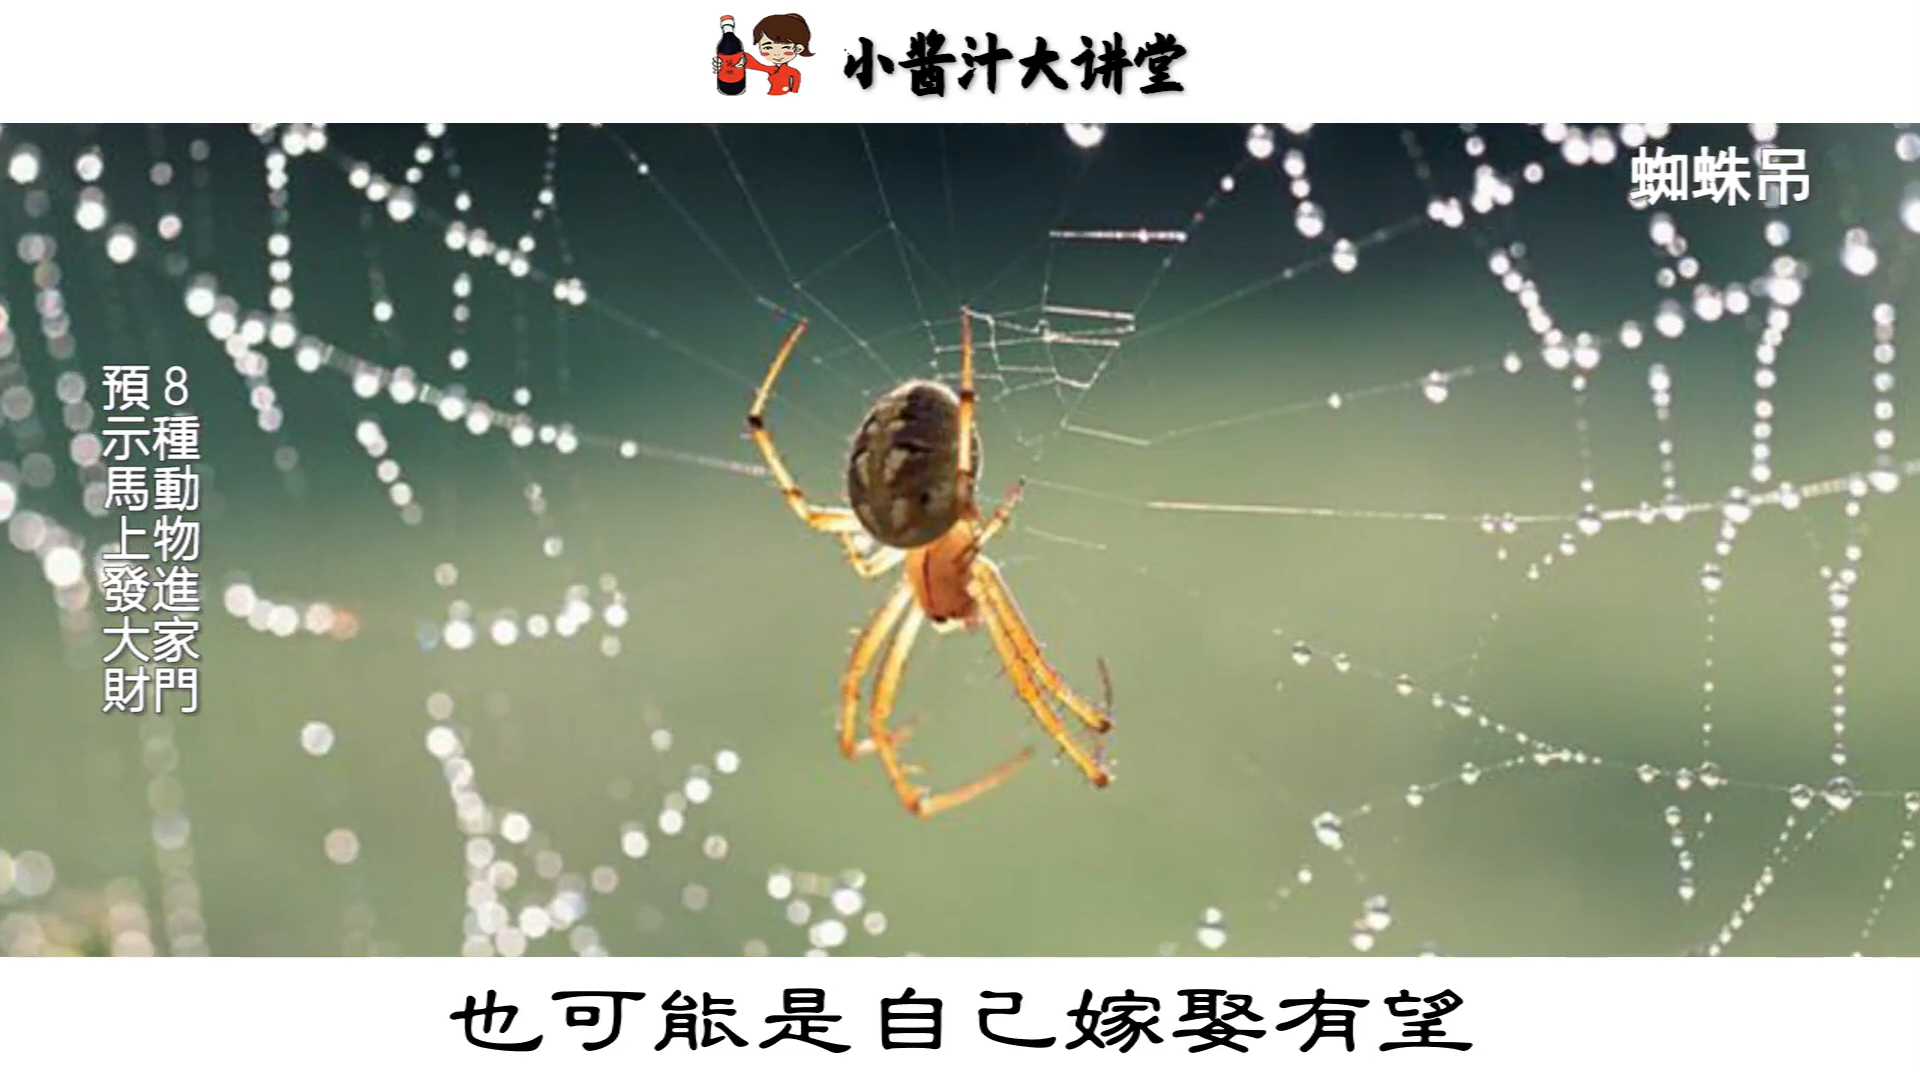 小酱汁大讲堂
蜘蛛吊
8種動物進家門
預示馬上發大財
也可能是自己嫁娶有望